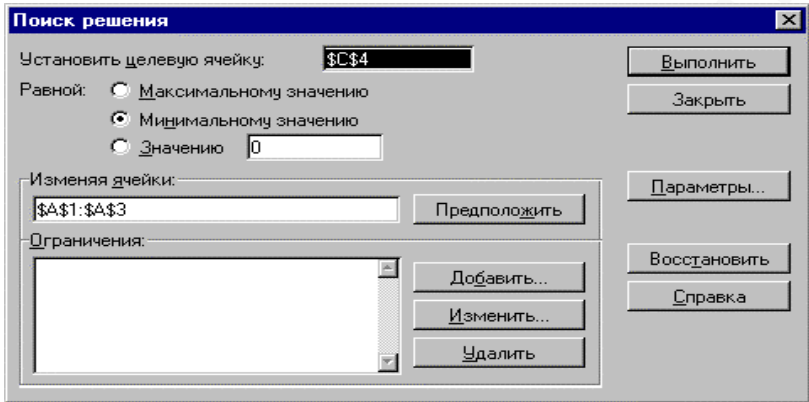 Поиск решения
Установить целевую ячейку: $C$4
Выполнить
Равной: Максимальному значению
Закрыть
Минимальному значению
Значению 0
Изменяя ячейки:
Параметры...
$A$1:$A$3 Предположить
Ограничения:
Восстановить
Добавить...
Справка
Изменить...
Удалить